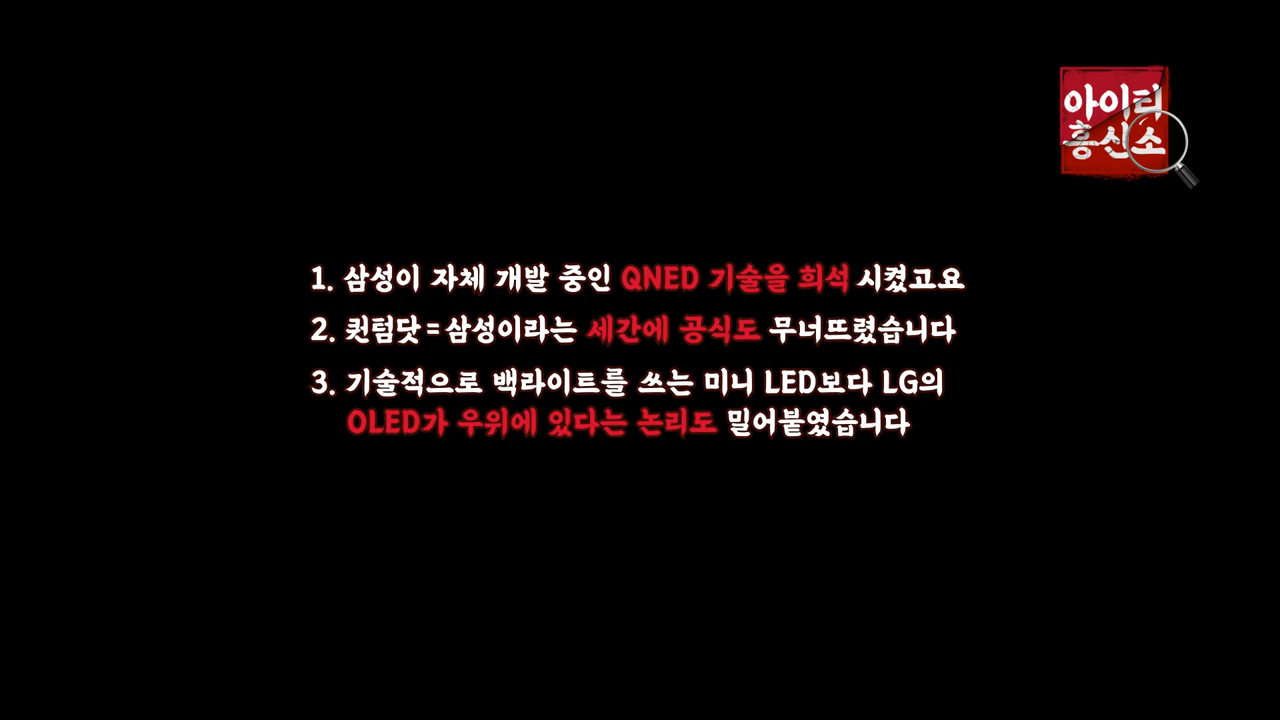 아이티
흥신소
1. 삼성이 자체 개발 중인 QNED 기술을 희석 시켰고요
2. 퀀텀닷=삼성이라는 세간에 공식도 무너뜨렸습니다
3. 기술적으로 백라이트를 쓰는 미니 LED보다 LG의
OLED가 우위에 있다는 논리도 밀어붙였습니다